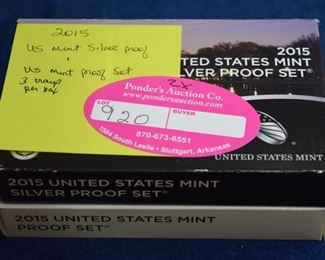 2015
US Mint Silver proof
US mint proof Set
3 trays
per box
2015
UNITED STATES MINT
SILVER PROOF SET®
2x
Ponder's Auction Co.
www.pondersauction.com
LOT
920
BUYER
870-673-6551
1504 South Leslie • Stuttgart, Arkansas
UNITED STATES MINT
2015 UNITED STATES MINT
SILVER PROOF SET®
2015 UNITED STATES MINT
PROOF SET®